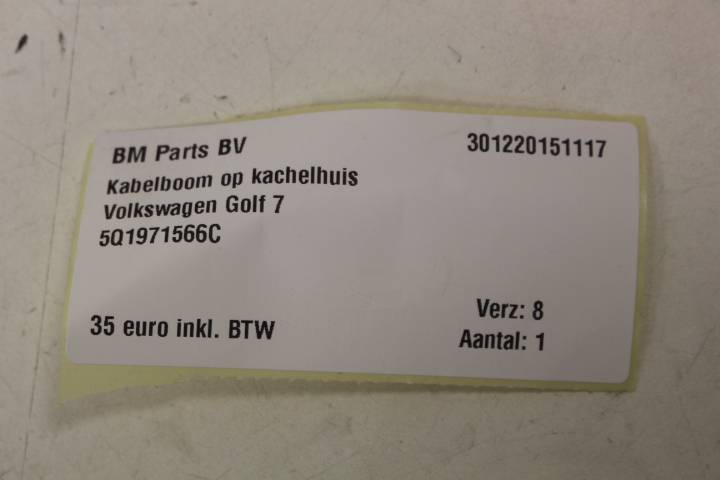 BM Parts BV
301220151117
Kabelboom op kachelhuis
Volkswagen Golf 7
5Q1971566C
35 euro inkl. BTW
Verz: 8
Aantal: 1